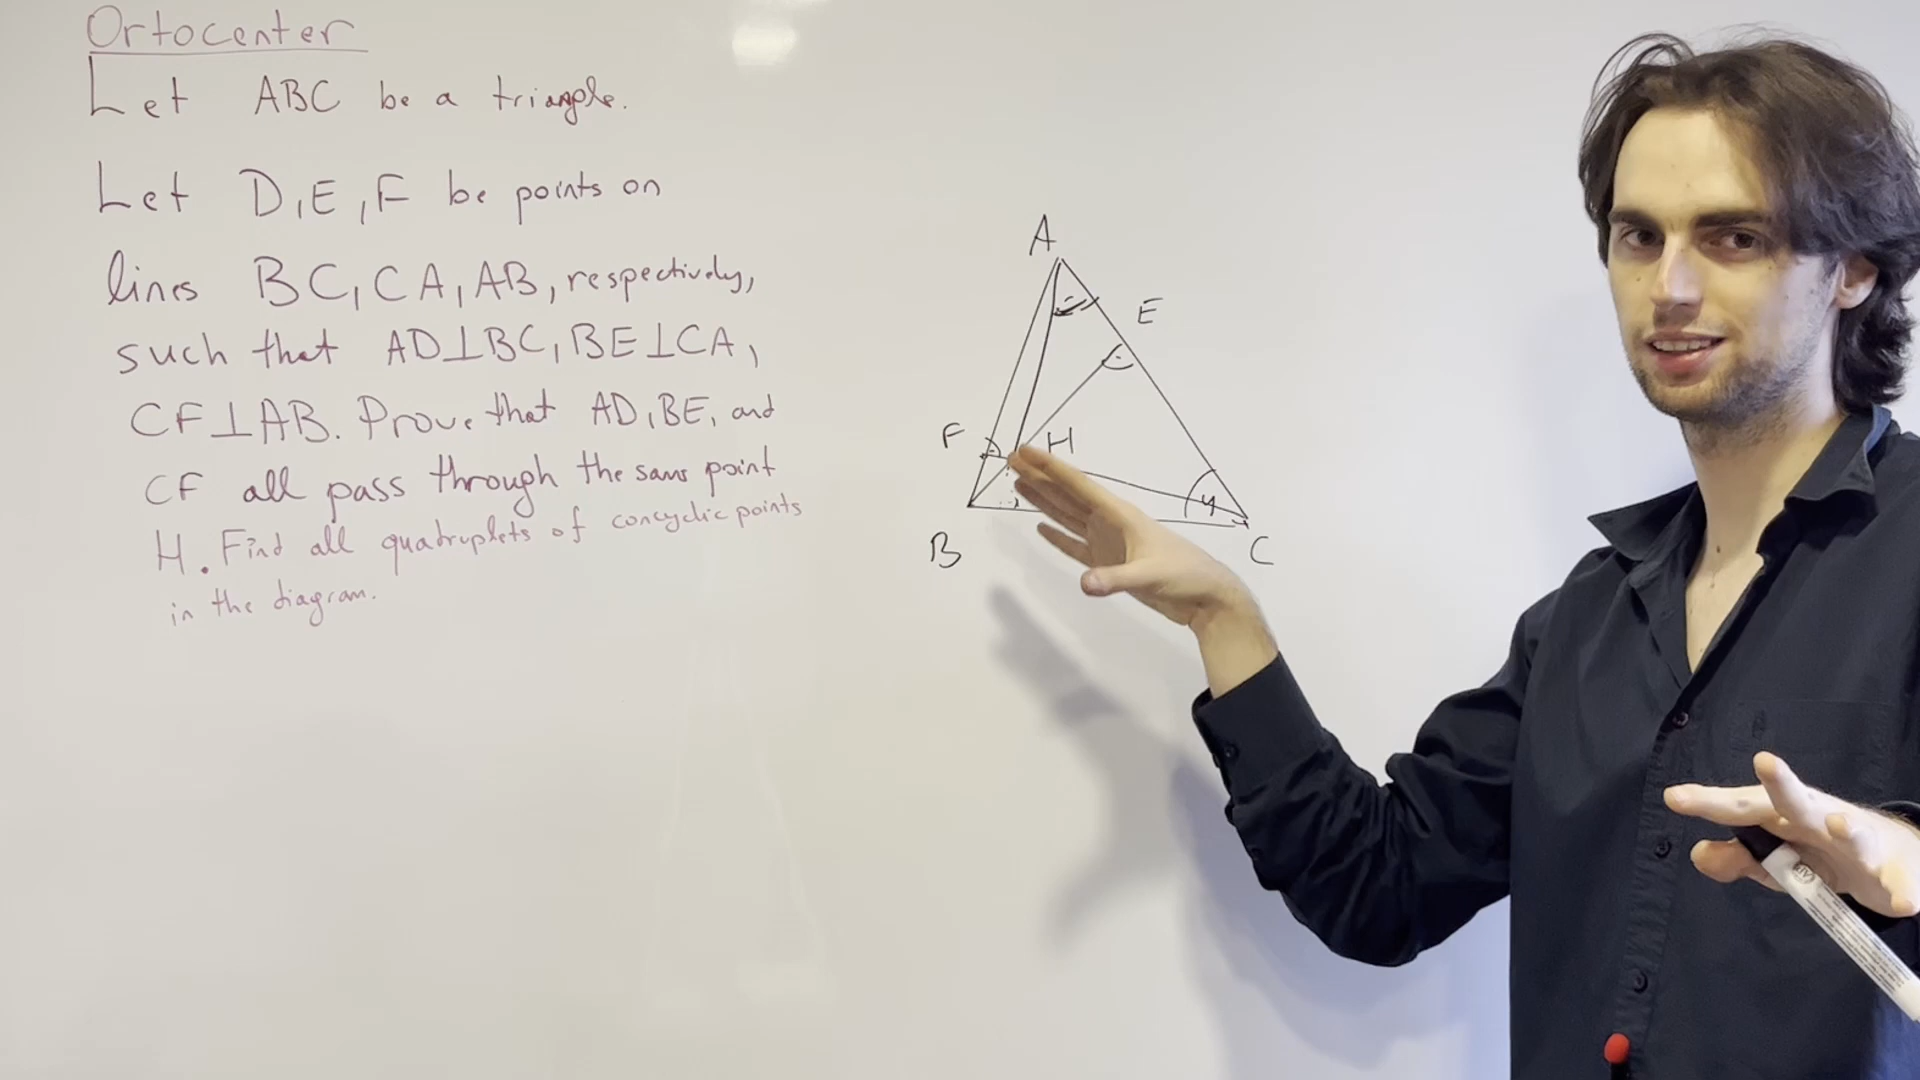 Ortocenter
Let ABC be a triangle.
Let D, E, F be points on
lines BC, CA, AB, respectively,
such that AD⊥BC, BE⊥CA,
CF⊥AB. Prove that AD, BE, and
CF all pass through the same point
H. Find all quadruplets of concyclic points
in the diagram.
A
E
F
H
y
B
C